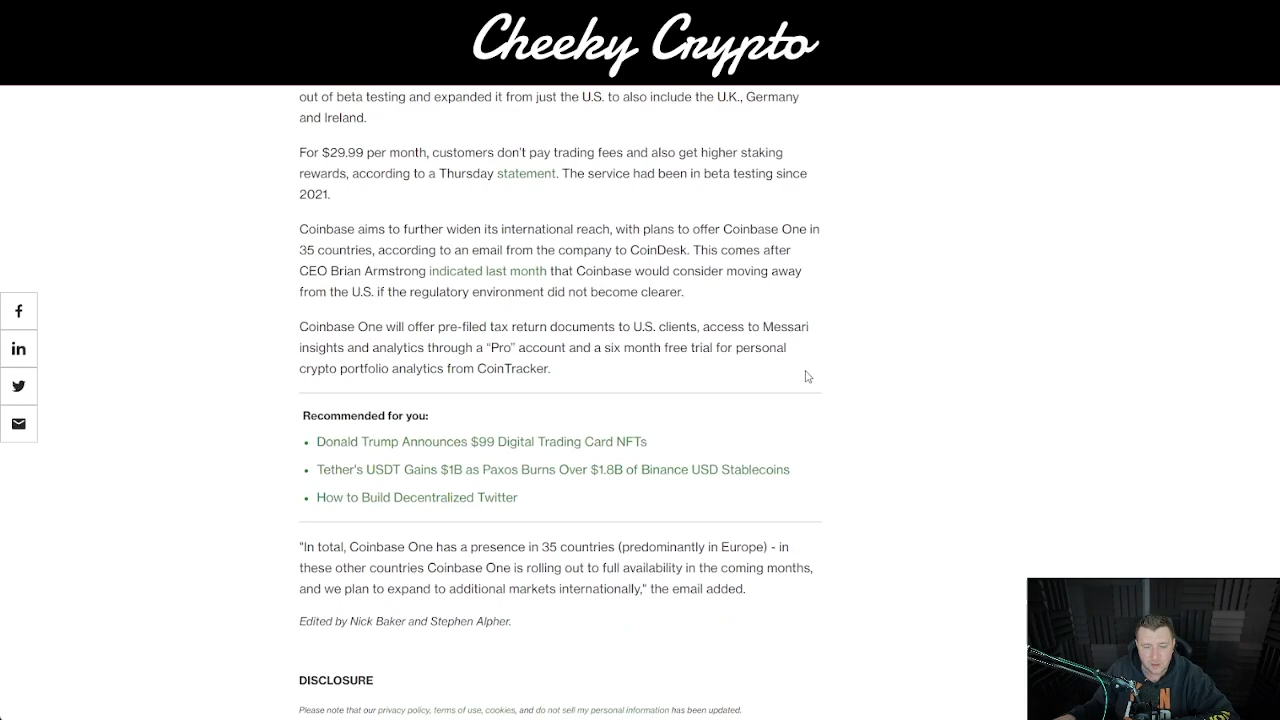 Cheeky Crypto
out of beta testing and expanded it from just the U.S. to also include the U.K., Germany
and Ireland.
For $29.99 per month, customers don't pay trading fees and also get higher staking
rewards, according to a Thursday statement. The service had been in beta testing since
2021.
Coinbase aims to further widen its international reach, with plans to offer Coinbase One in
35 countries, according to an email from the company to CoinDesk. This comes after
CEO Brian Armstrong indicated last month that Coinbase would consider moving away
from the U.S. if the regulatory environment did not become clearer.
Coinbase One will offer pre-filed tax return documents to U.S. clients, access to Messari
insights and analytics through a “Pro” account and a six month free trial for personal
crypto portfolio analytics from CoinTracker.
Recommended for you:
• Donald Trump Announces $99 Digital Trading Card NFTs
• Tether's USDT Gains $1B as Paxos Burns Over $1.8B of Binance USD Stablecoins
• How to Build Decentralized Twitter
"In total, Coinbase One has a presence in 35 countries (predominantly in Europe) - in
these other countries Coinbase One is rolling out to full availability in the coming months,
and we plan to expand to additional markets internationally," the email added.
Edited by Nick Baker and Stephen Alpher.
DISCLOSURE
Please note that our privacy policy, terms of use, cookies, and do not sell my personal information has been updated.